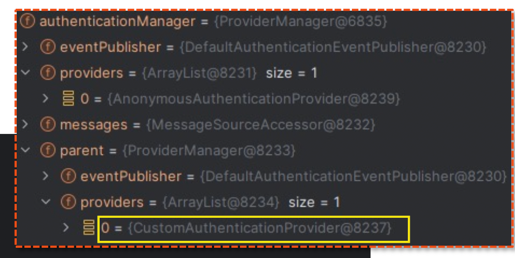 authenticationManager = {ProviderManager@6835}
eventPublisher = {DefaultAuthenticationEventPublisher@8230}
providers = {ArrayList@8231} size = 1
0 = {AnonymousAuthenticationProvider@8239}
messages = {MessageSourceAccessor@8232}
parent = {ProviderManager@8233}
eventPublisher = {DefaultAuthenticationEventPublisher@8230}
providers = {ArrayList@8234} size = 1
0 = {CustomAuthenticationProvider@8237}